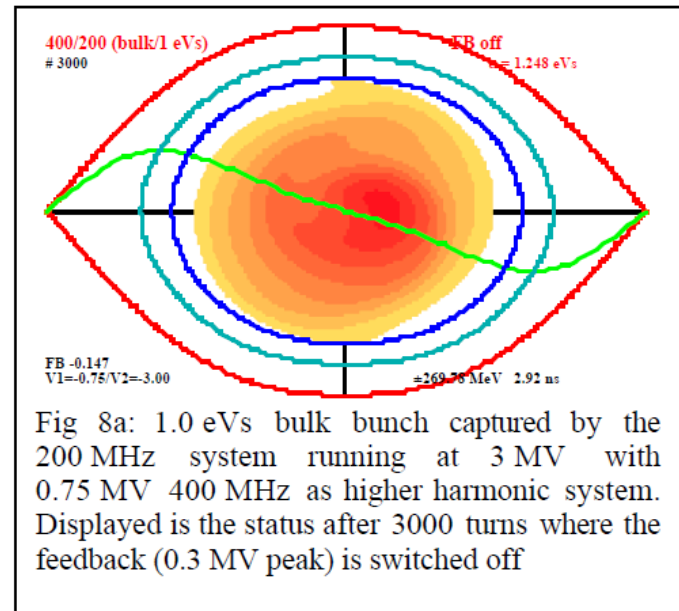 400/200 (bulk/1 eVs) FB off
# 3000 = 1.248 eVs
FB -0.147
V1=-0.75/V2=-3.00 ±269.78 MeV 2.92 ns
Fig 8a: 1.0 eVs bulk bunch captured by the
200 MHz system running at 3 MV with
0.75 MV 400 MHz as higher harmonic system.
Displayed is the status after 3000 turns where the
feedback (0.3 MV peak) is switched off